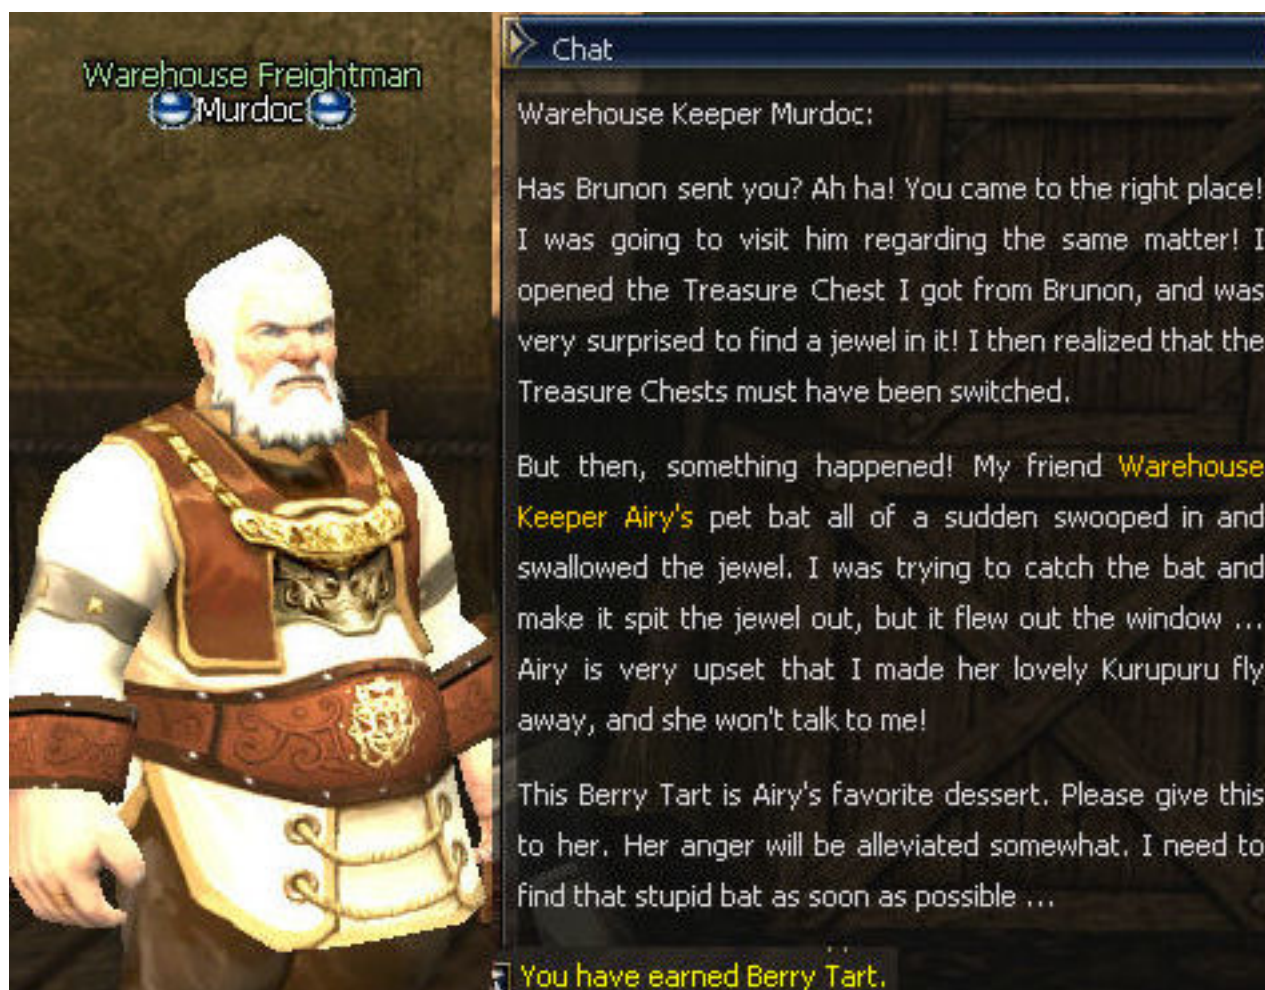 Warehouse Freightman
Murdoc
Chat
Warehouse Keeper Murdoc:
Has Brunon sent you? Ah ha! You came to the right place!
I was going to visit him regarding the same matter! I
opened the Treasure Chest I got from Brunon, and was
very surprised to find a jewel in it! I then realized that the
Treasure Chests must have been switched.
But then, something happened! My friend Warehouse
Keeper Airy's pet bat all of a sudden swooped in and
swallowed the jewel. I was trying to catch the bat and
make it spit the jewel out, but it flew out the window ...
Airy is very upset that I made her lovely Kurupuru fly
away, and she won't talk to me!
This Berry Tart is Airy's favorite dessert. Please give this
to her. Her anger will be alleviated somewhat. I need to
find that stupid bat as soon as possible ...
You have earned Berry Tart.